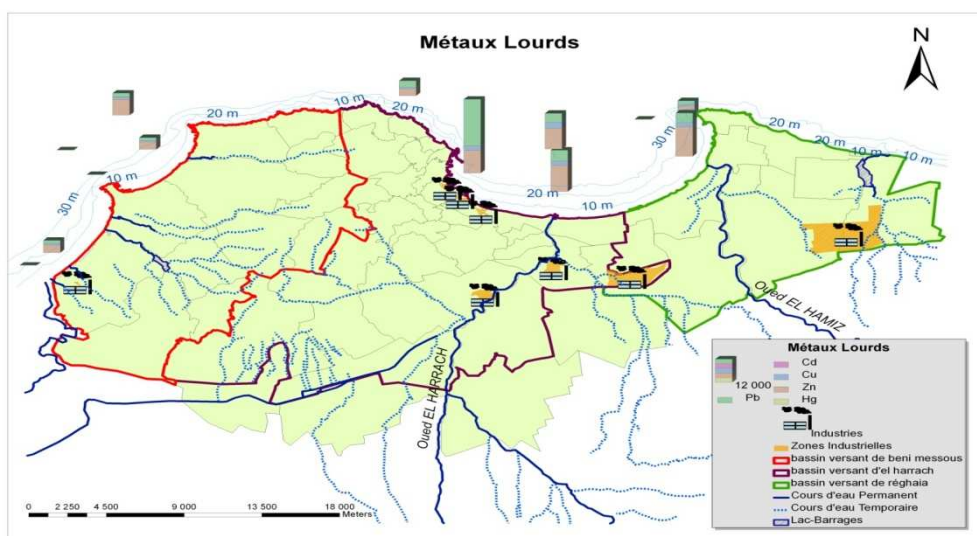 Métaux Lourds
N
20 m
10 m
20 m
30 m
20 m
10 m
10 m
10 m
30 m
20 m
10 m
Oued EL HAMIZ
Oued EL HARRACH
Métaux Lourds
12 000
Pb
Cd
Cu
Zn
Hg
Industries
Zones Industrielles
bassin versant de beni messous
bassin versant d'el harrach
bassin versant de réghaia
Cours d'eau Permanent
Cours d'eau Temporaire
Lac-Barrages
0 2 250 4 500 9 000 13 500 18 000
Meters